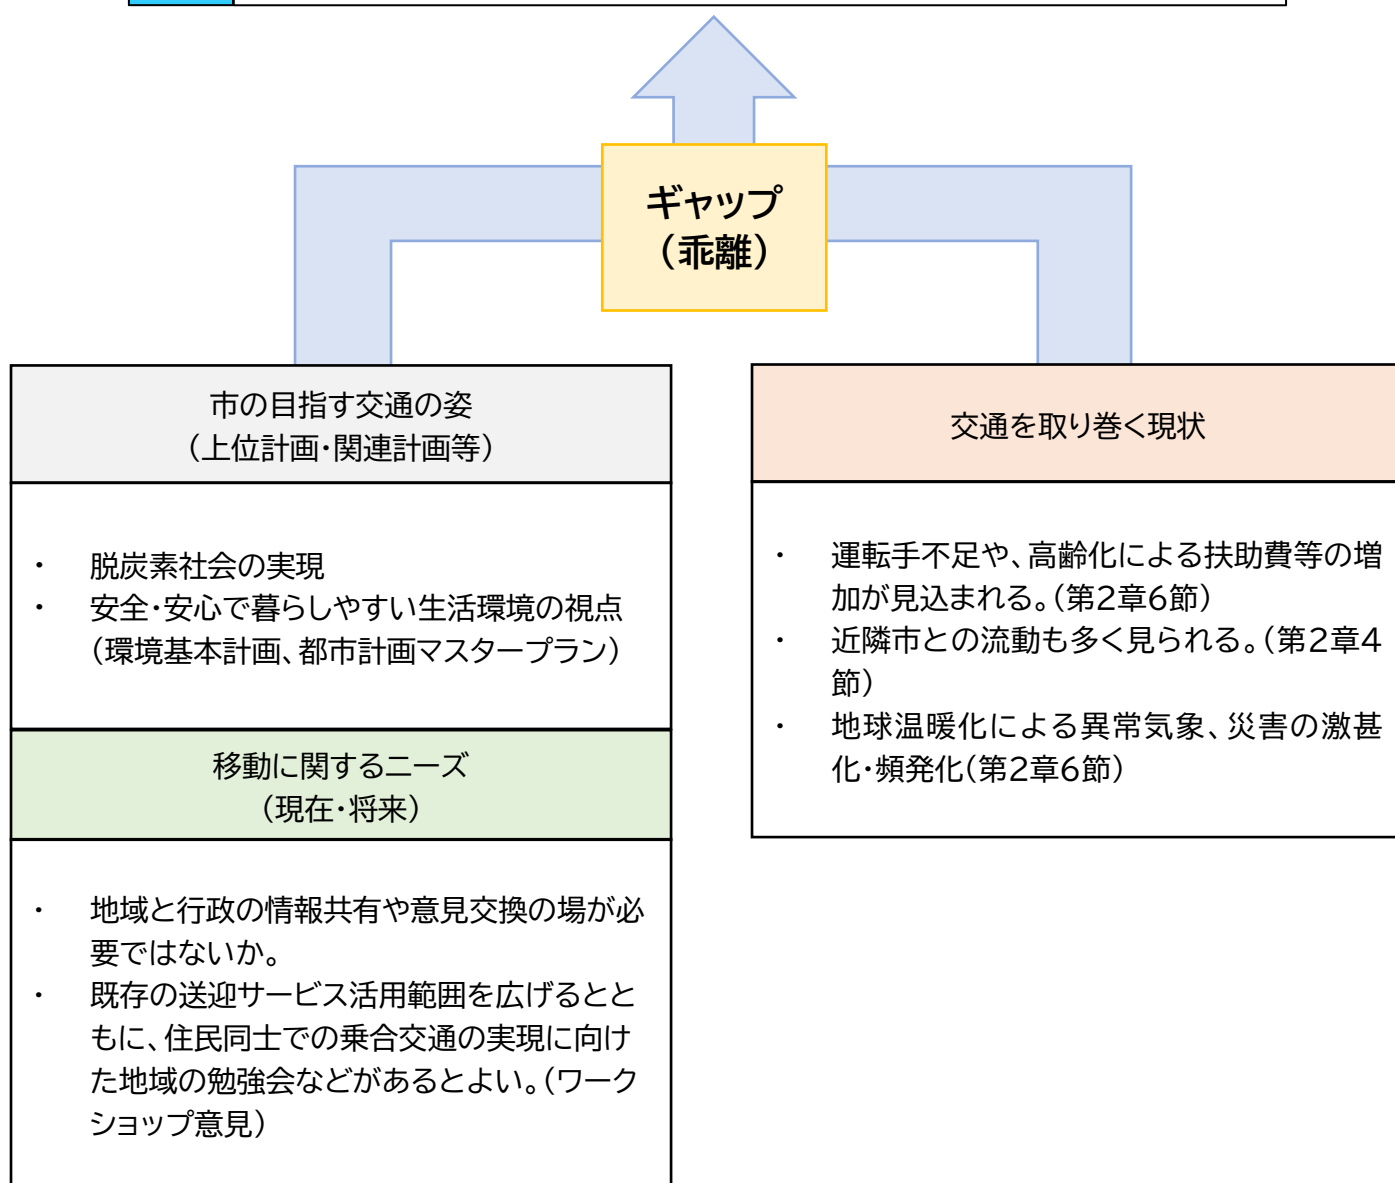 ギャップ
（乖離）
市の目指す交通の姿
（上位計画・関連計画等）
・ 脱炭素社会の実現
・ 安全・安心で暮らしやすい生活環境の視点
（環境基本計画、都市計画マスタープラン）
移動に関するニーズ
（現在・将来）
・ 地域と行政の情報共有や意見交換の場が必
要ではないか。
・ 既存の送迎サービス活用範囲を広げるとと
もに、住民同士での乗合交通の実現に向け
た地域の勉強会などがあるとよい。（ワーク
ショップ意見）
交通を取り巻く現状
・ 運転手不足や、高齢化による扶助費等の増
加が見込まれる。（第2章6節）
・ 近隣市との流動も多く見られる。（第2章4
節）
・ 地球温暖化による異常気象、災害の激甚
化・頻発化（第2章6節）